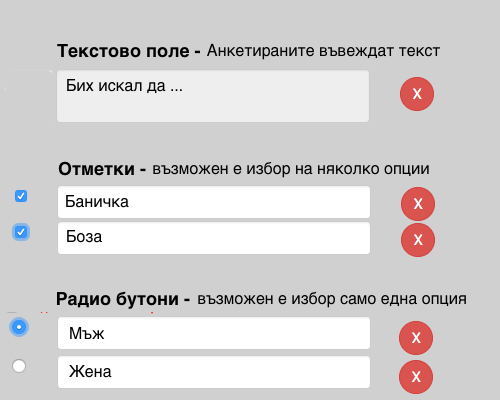 Текстово поле - Анкетираните въвеждат текст
Бих искал да ... X
Отметки - възможен е избор на няколко опции
Баничка X
Боза X
Радио бутони - възможен е избор само една опция
Мъж X
Жена X